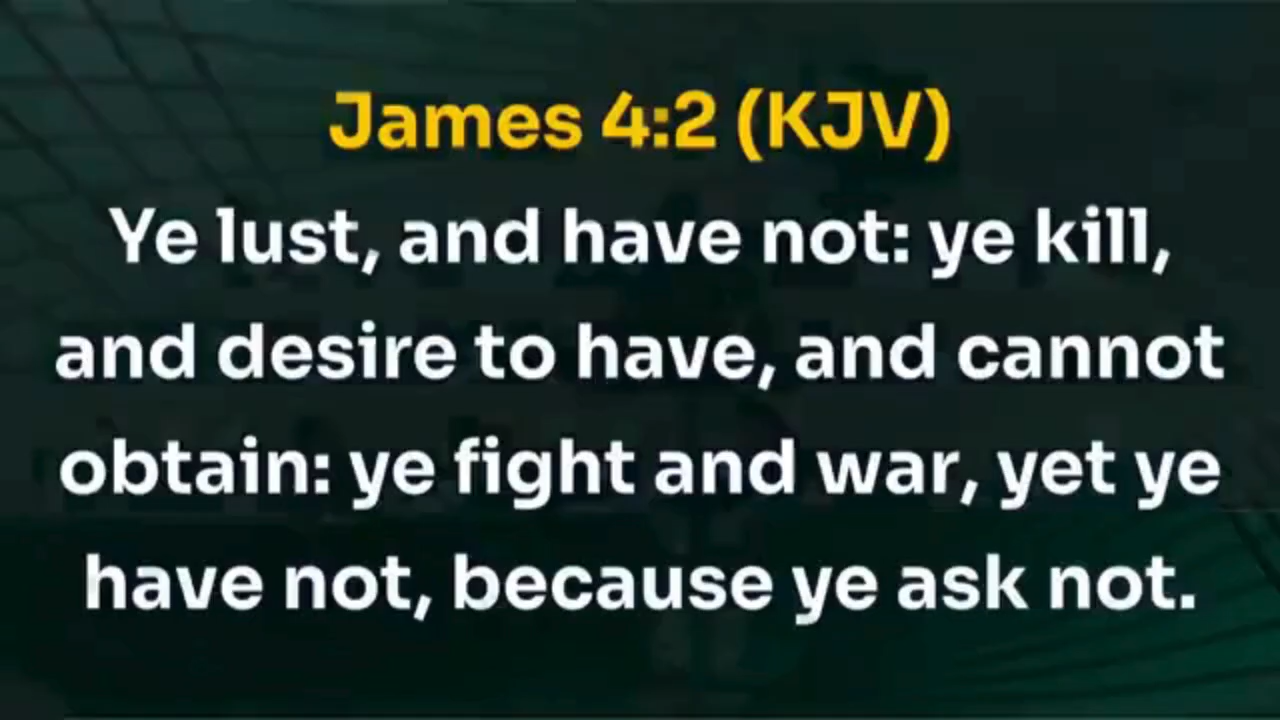 James 4:2 (KJV)
Ye lust, and have not: ye kill,
and desire to have, and cannot
obtain: ye fight and war, yet ye
have not, because ye ask not.